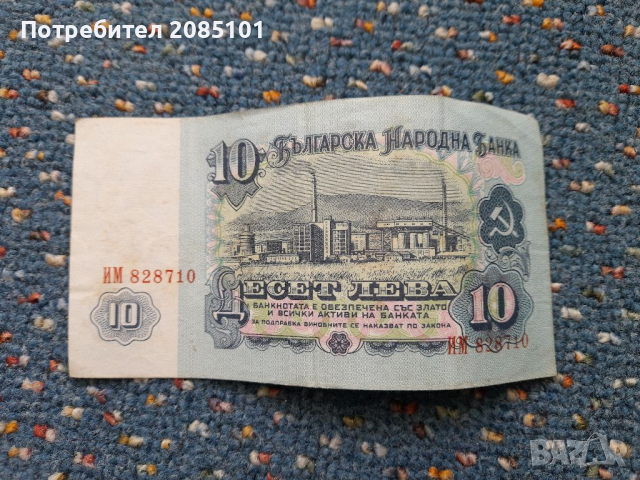 Потребител 2085101
10 БЪЛГАРСКА НАРОДНА БАНКА
ИМ 828710
ДЕСЕТ ЛЕВА
БАНКНОТАТА Е ОБЕЗПЕЧЕНА СЪС ЗЛАТО
И ВСИЧКИ АКТИВИ НА БАНКАТА
ЗА ПОДПРАВКА ВИНОВНИТЕ СЕ НАКАЗВАТ ПО ЗАКОНА
10
10
ИМ 828710
BAZAR